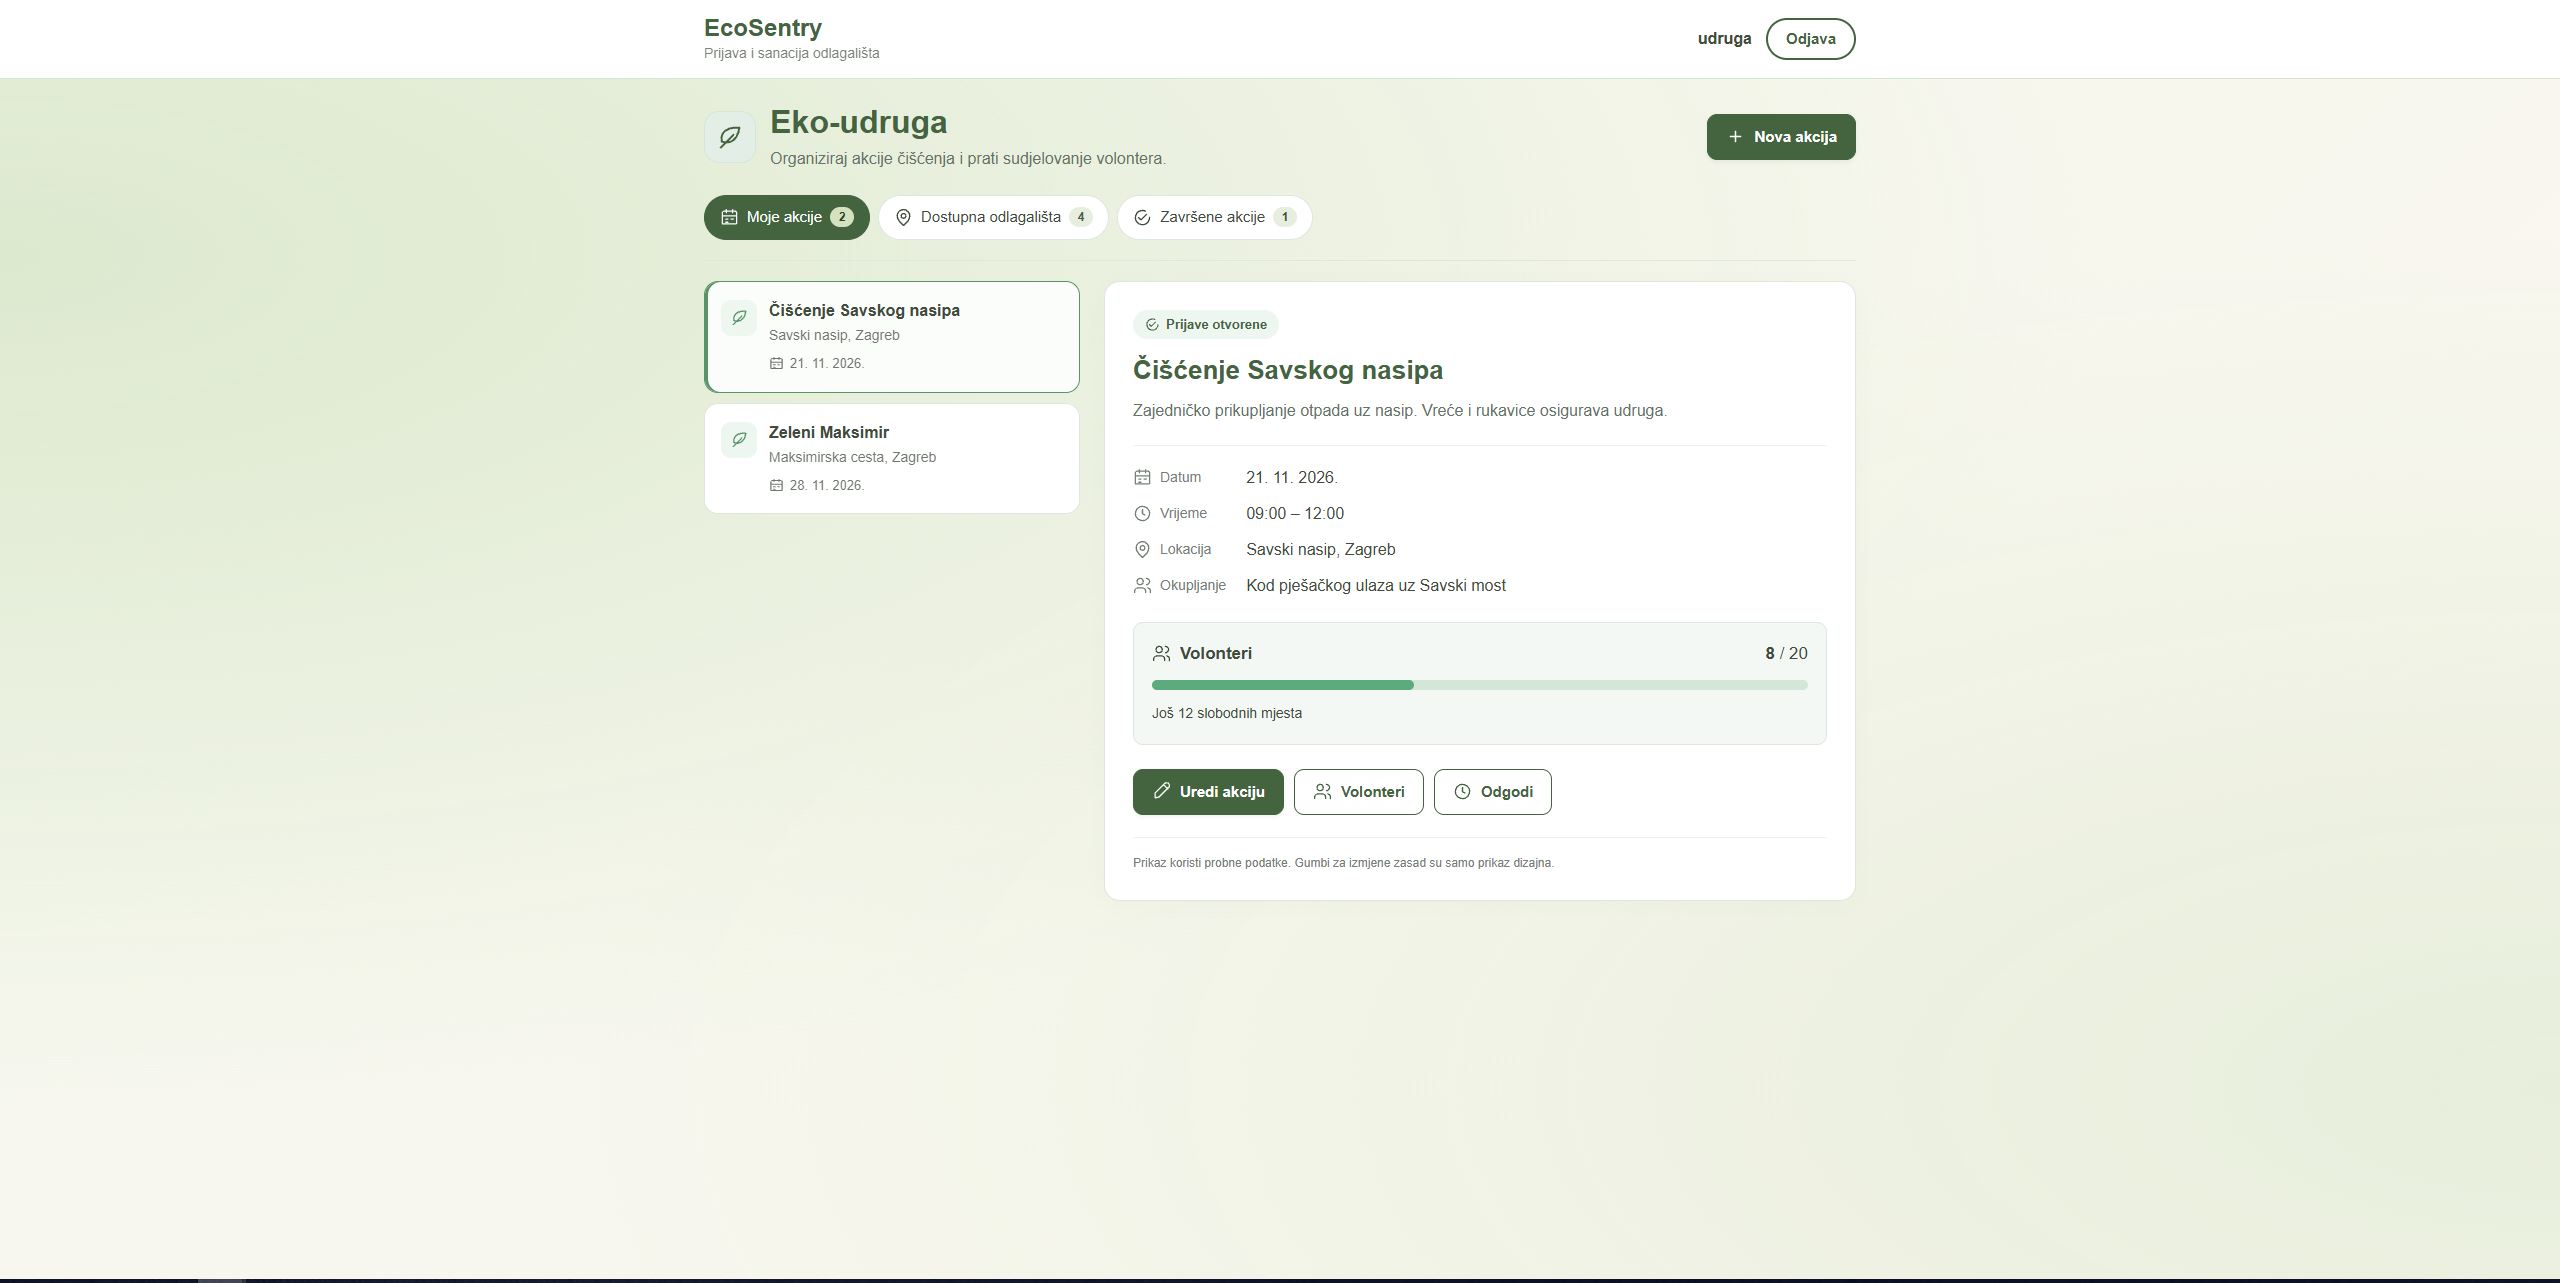 EcoSentry
Prijava i sanacija odlagališta
udruga
Odjava
Eko-udruga
Organiziraj akcije čišćenja i prati sudjelovanje volontera.
Nova akcija
Moje akcije 2
Dostupna odlagališta 4
Završene akcije 1
Čišćenje Savskog nasipa
Savski nasip, Zagreb
21. 11. 2026.
Zeleni Maksimir
Maksimirska cesta, Zagreb
28. 11. 2026.
Prijave otvorene
Čišćenje Savskog nasipa
Zajedničko prikupljanje otpada uz nasip. Vreće i rukavice osigurava udruga.
Datum 21. 11. 2026.
Vrijeme 09:00 – 12:00
Lokacija Savski nasip, Zagreb
Okupljanje Kod pješačkog ulaza uz Savski most
Volonteri 8 / 20
Još 12 slobodnih mjesta
Uredi akciju
Volonteri
Odgodi
Prikaz koristi probne podatke. Gumbi za izmjene zasad su samo prikaz dizajna.